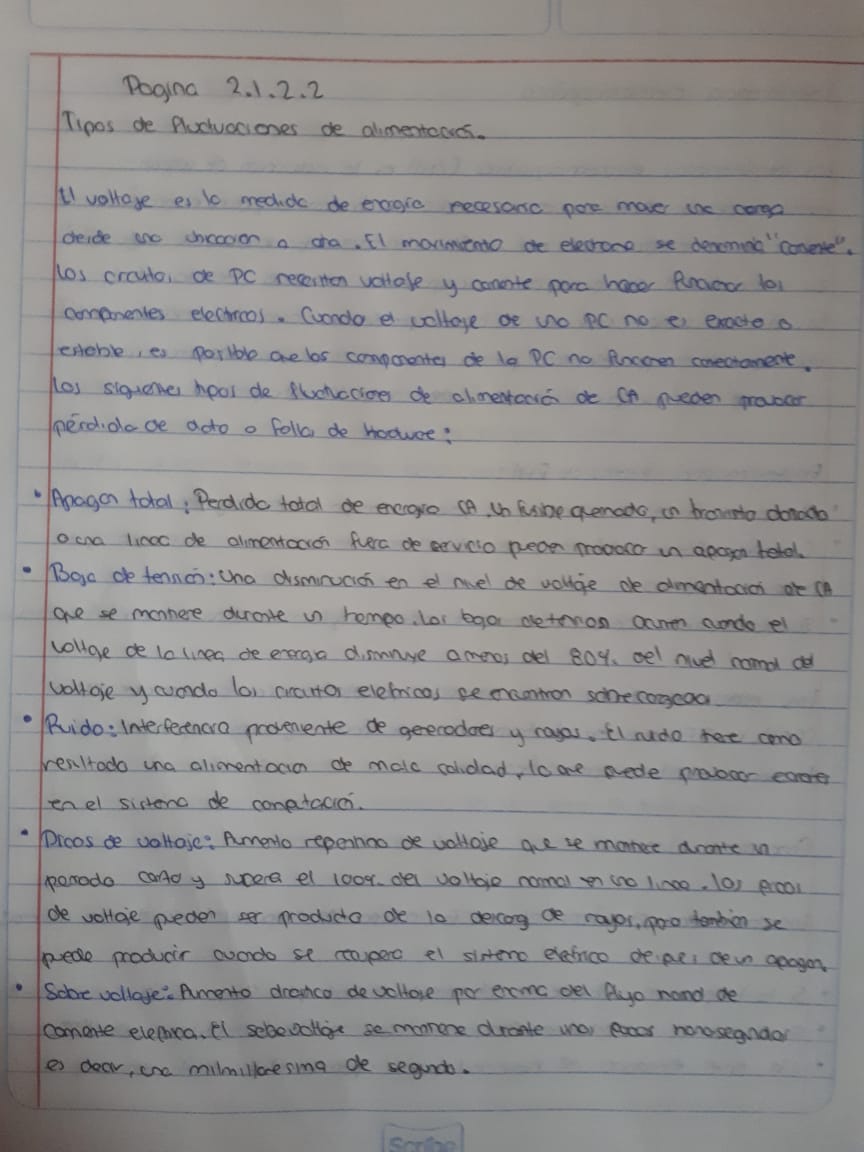 Pagina 2.1.2.2
Tipos de fluctuaciones de alimentación.
El voltaje es la medida de energía necesaria para mover una carga
desde una dirección a otra. El movimiento de electrone se denomina "corriente".
Los circuitos de PC necesitan voltaje y corriente para hacer funcionar los
componentes electricos. Cuando el voltaje de una PC no es exacto o
estable, es posible que los componentes de la PC no funcionen correctamente.
Los siguientes tipos de fluctuaciones de alimentación de CA pueden provocar
pérdida de datos o falla de hardware:
• Apagon total: Perdida total de energia CA. Un fusible quemado, un transformador dañado
o una linea de alimentación fuera de servicio pueden provocar un apagon total.
• Baja de tensión: Una disminución en el nivel de voltaje de alimentación de CA
que se mantiene durante un tiempo. Las bajas de tension ocurren cuando el
voltage de la linea de energia disminuye a menos del 80% del nivel normal del
voltaje y cuando los circuitos eletricos se encuentran sobrecargados
• Ruido: Interferencia proveniente de generadores y rayos. El ruido tiene como
resultado una alimentacion de mala calidad, lo que puede provocar errores
en el sistema de computación.
• Picos de voltaje: Aumento repentino de voltaje que se mantiene durante un
periodo corto y supera el 100% del voltaje normal en una linea. Los picos
de voltaje pueden ser producto de la descarga de rayos, pero tambien se
puede producir cuando se recupera el sistema eletrico despues de un apagon.
• Sobre voltaje: Aumento drastico de voltaje por encima del flujo normal de
corriente eletrica. El sobevoltaje se mantiene durante unos pocos nanosegundos
es decir, una milmillonesima de segundo.
Scribe